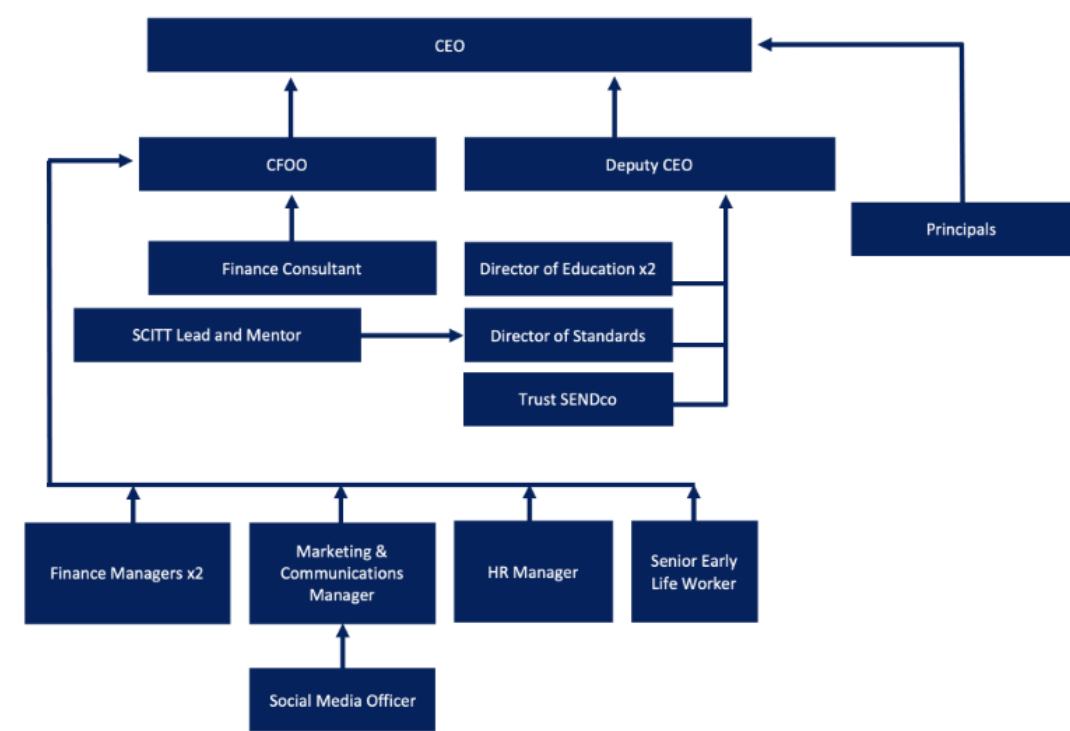 CEO
CFOO
Deputy CEO
Principals
Finance Consultant
Director of Education x2
SCITT Lead and Mentor
Director of Standards
Trust SENDco
Finance Managers x2
Marketing &
Communications
Manager
HR Manager
Senior Early
Life Worker
Social Media Officer